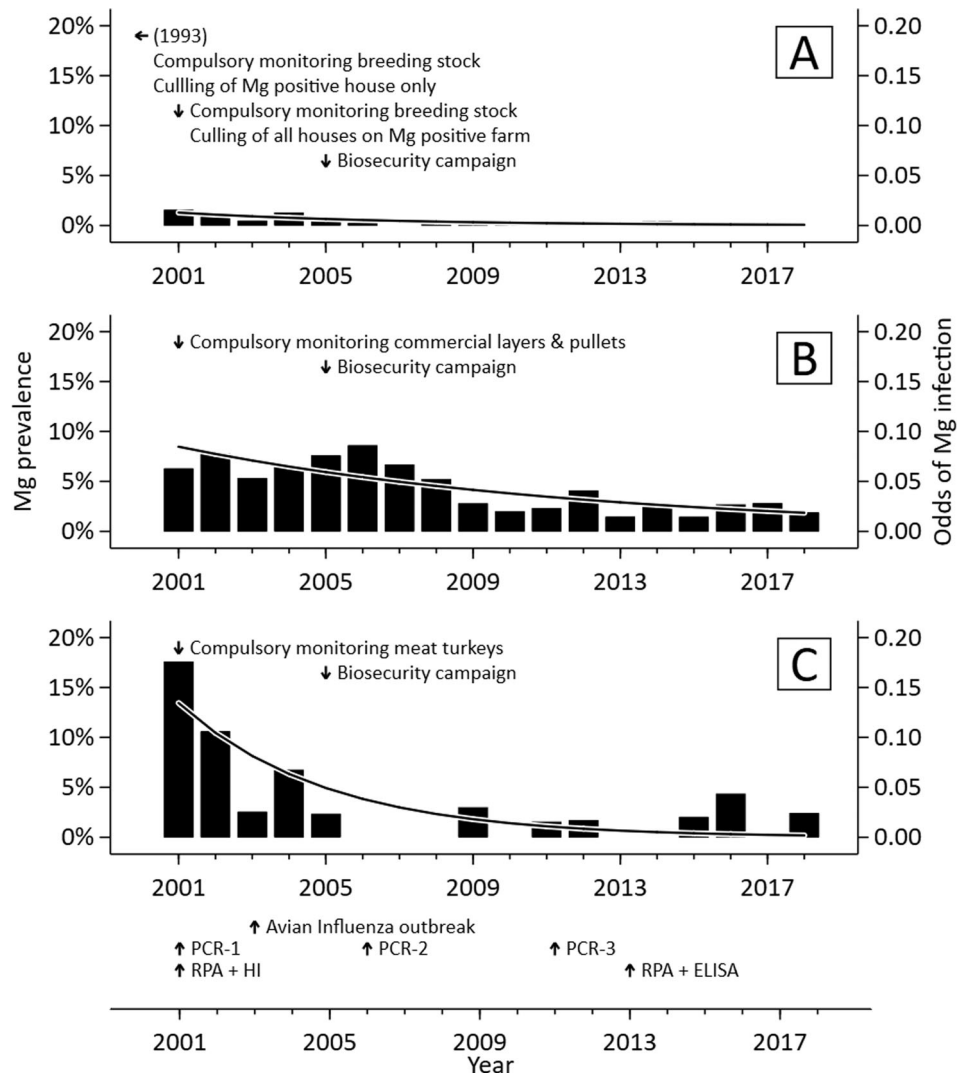 20%
0.20
← (1993)
A
Compulsory monitoring breeding stock
15%
0.15
Cullling of Mg positive house only
↓ Compulsory monitoring breeding stock
10%
0.10
Culling of all houses on Mg positive farm
↓ Biosecurity campaign
5%
0.05
0%
0.00
2001 2005 2009 2013 2017
20%
0.20
↓ Compulsory monitoring commercial layers & pullets
B
↓ Biosecurity campaign
15%
0.15
10%
0.10
5%
0.05
0%
0.00
2001 2005 2009 2013 2017
Mg prevalence
Odds of Mg infection
20%
0.20
↓ Compulsory monitoring meat turkeys
C
↓ Biosecurity campaign
15%
0.15
10%
0.10
5%
0.05
0%
0.00
2001 2005 2009 2013 2017
↑ Avian Influenza outbreak
↑ PCR-1 ↑ PCR-2 ↑ PCR-3
↑ RPA + HI ↑ RPA + ELISA
2001 2005 2009 2013 2017
Year